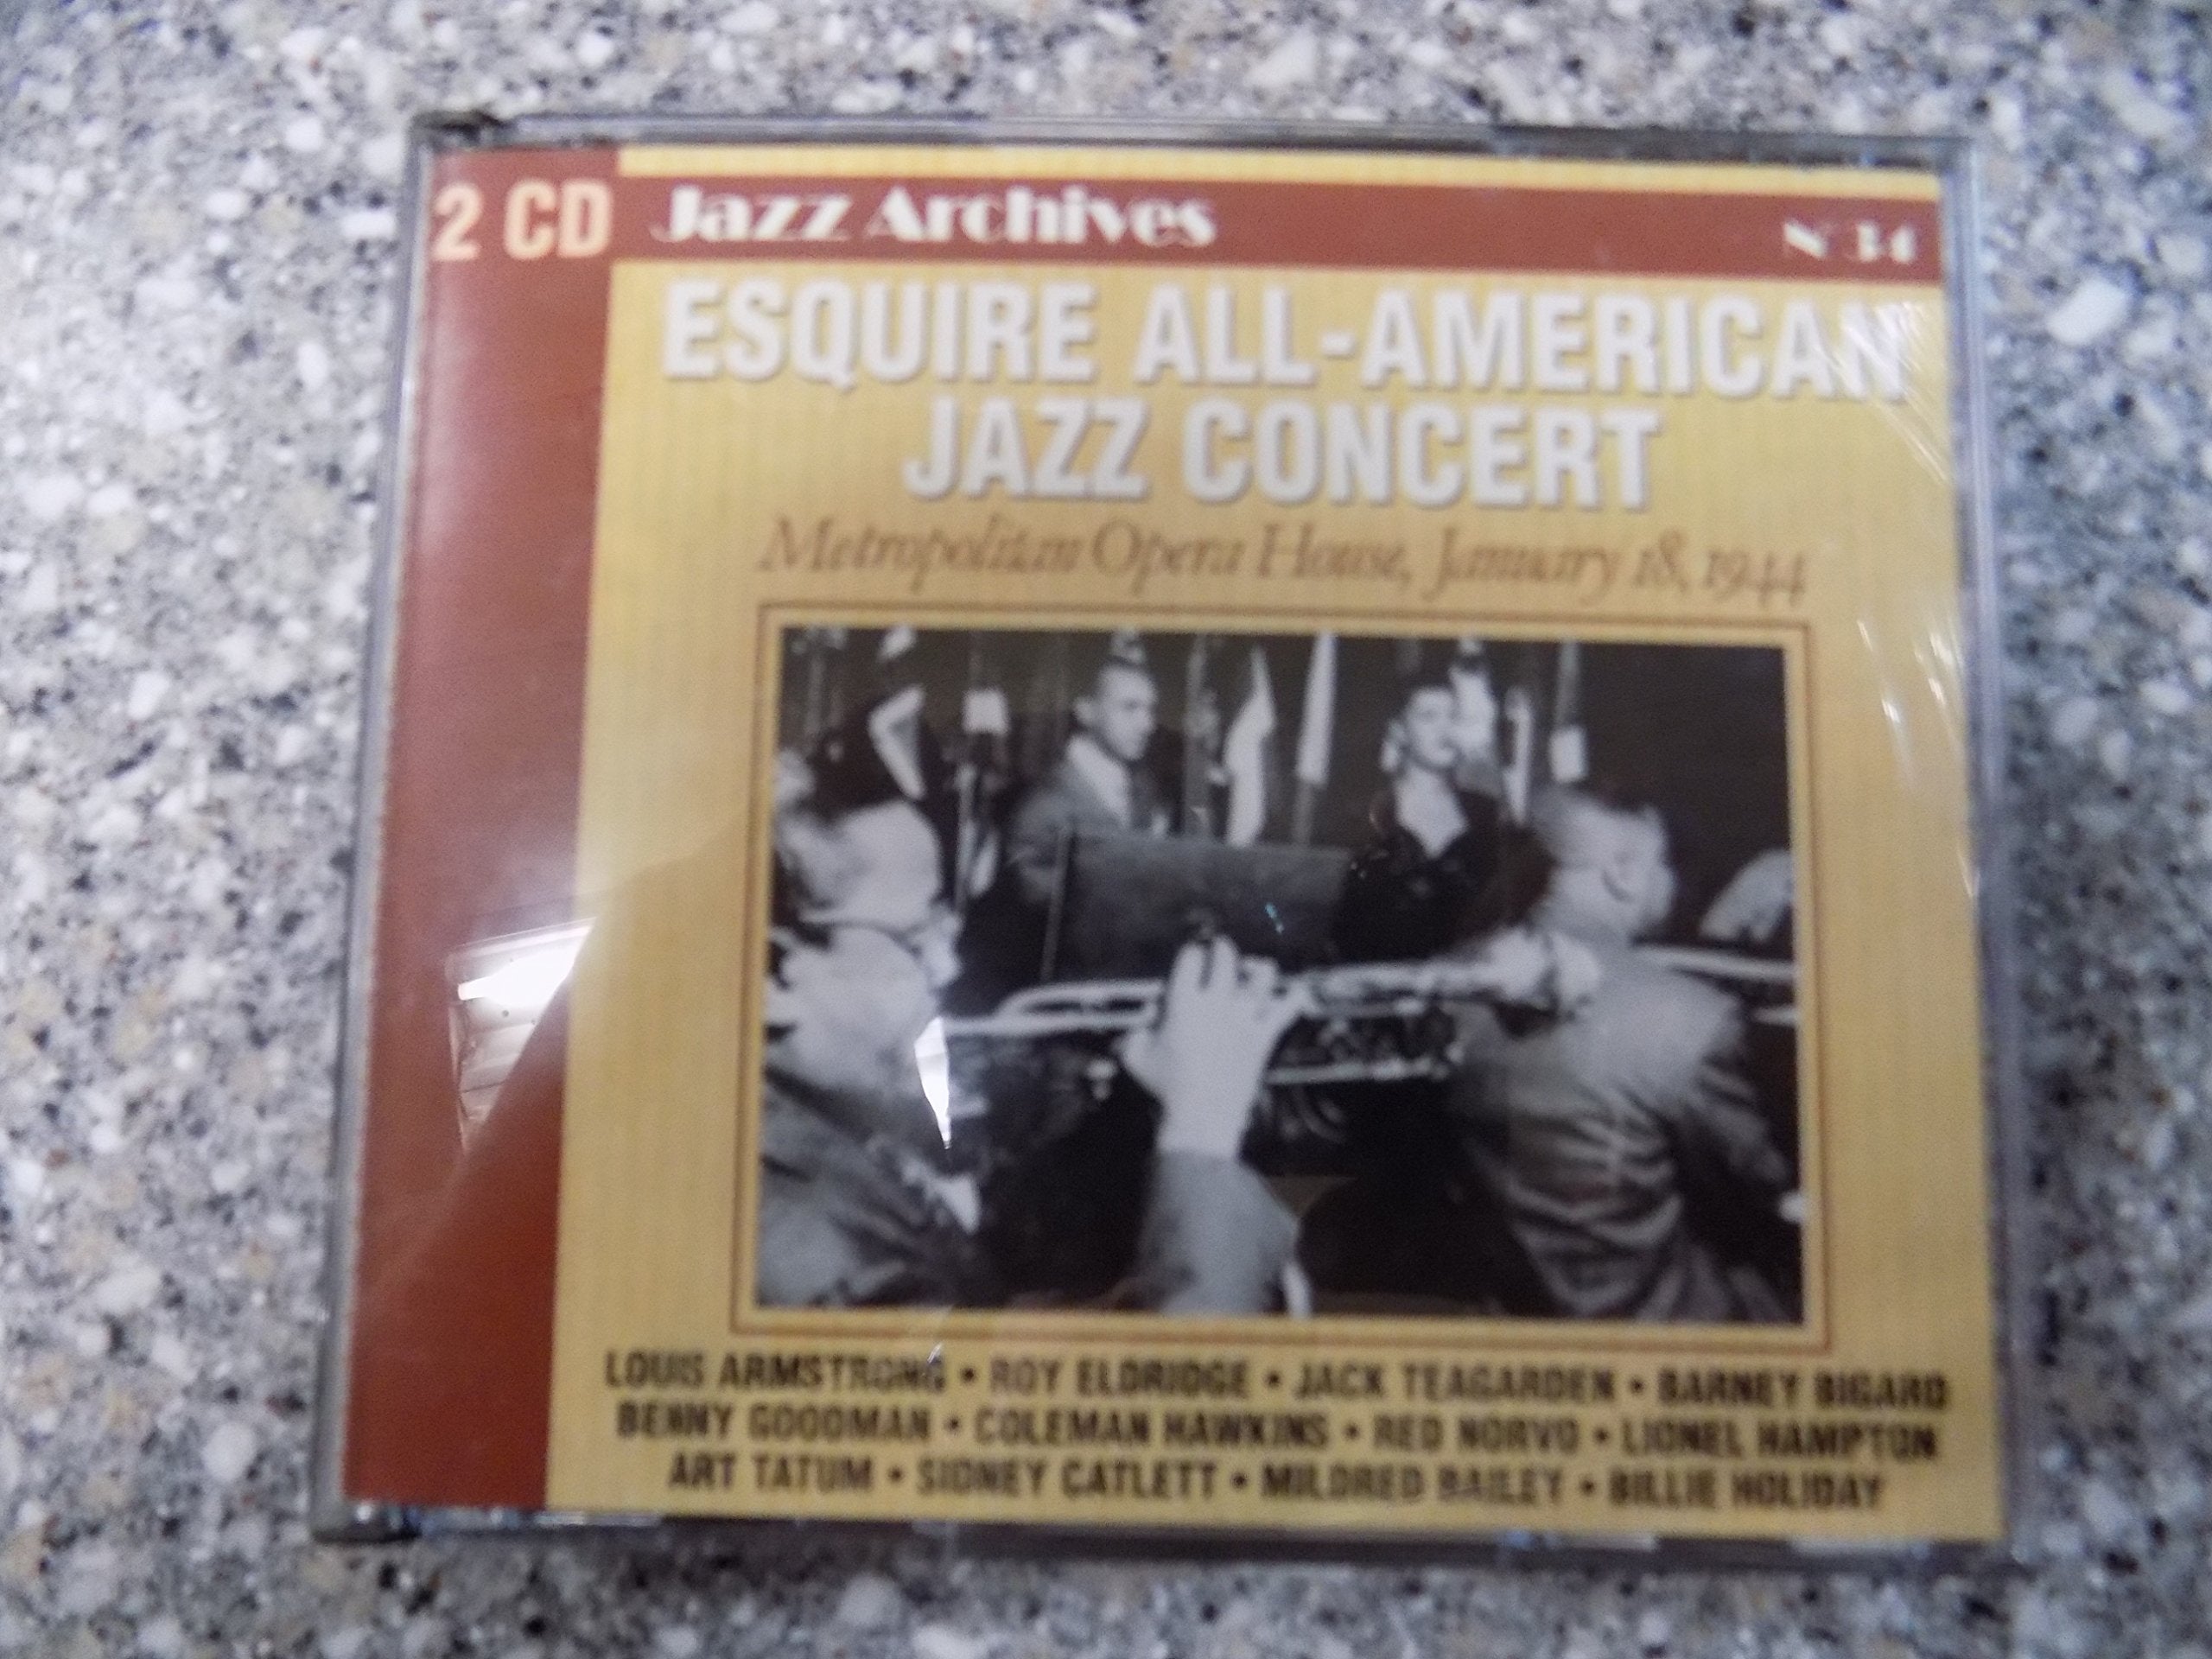 2 CD
Jazz Archives
N° 34
ESQUIRE ALL-AMERICAN
JAZZ CONCERT
Metropolitan Opera House, January 18, 1944
LOUIS ARMSTRONG • ROY ELDRIDGE • JACK TEAGARDEN • BARNEY BIGARD
BENNY GOODMAN • COLEMAN HAWKINS • RED NORVO • LIONEL HAMPTON
ART TATUM • SIDNEY CATLETT • MILDRED BAILEY • BILLIE HOLIDAY